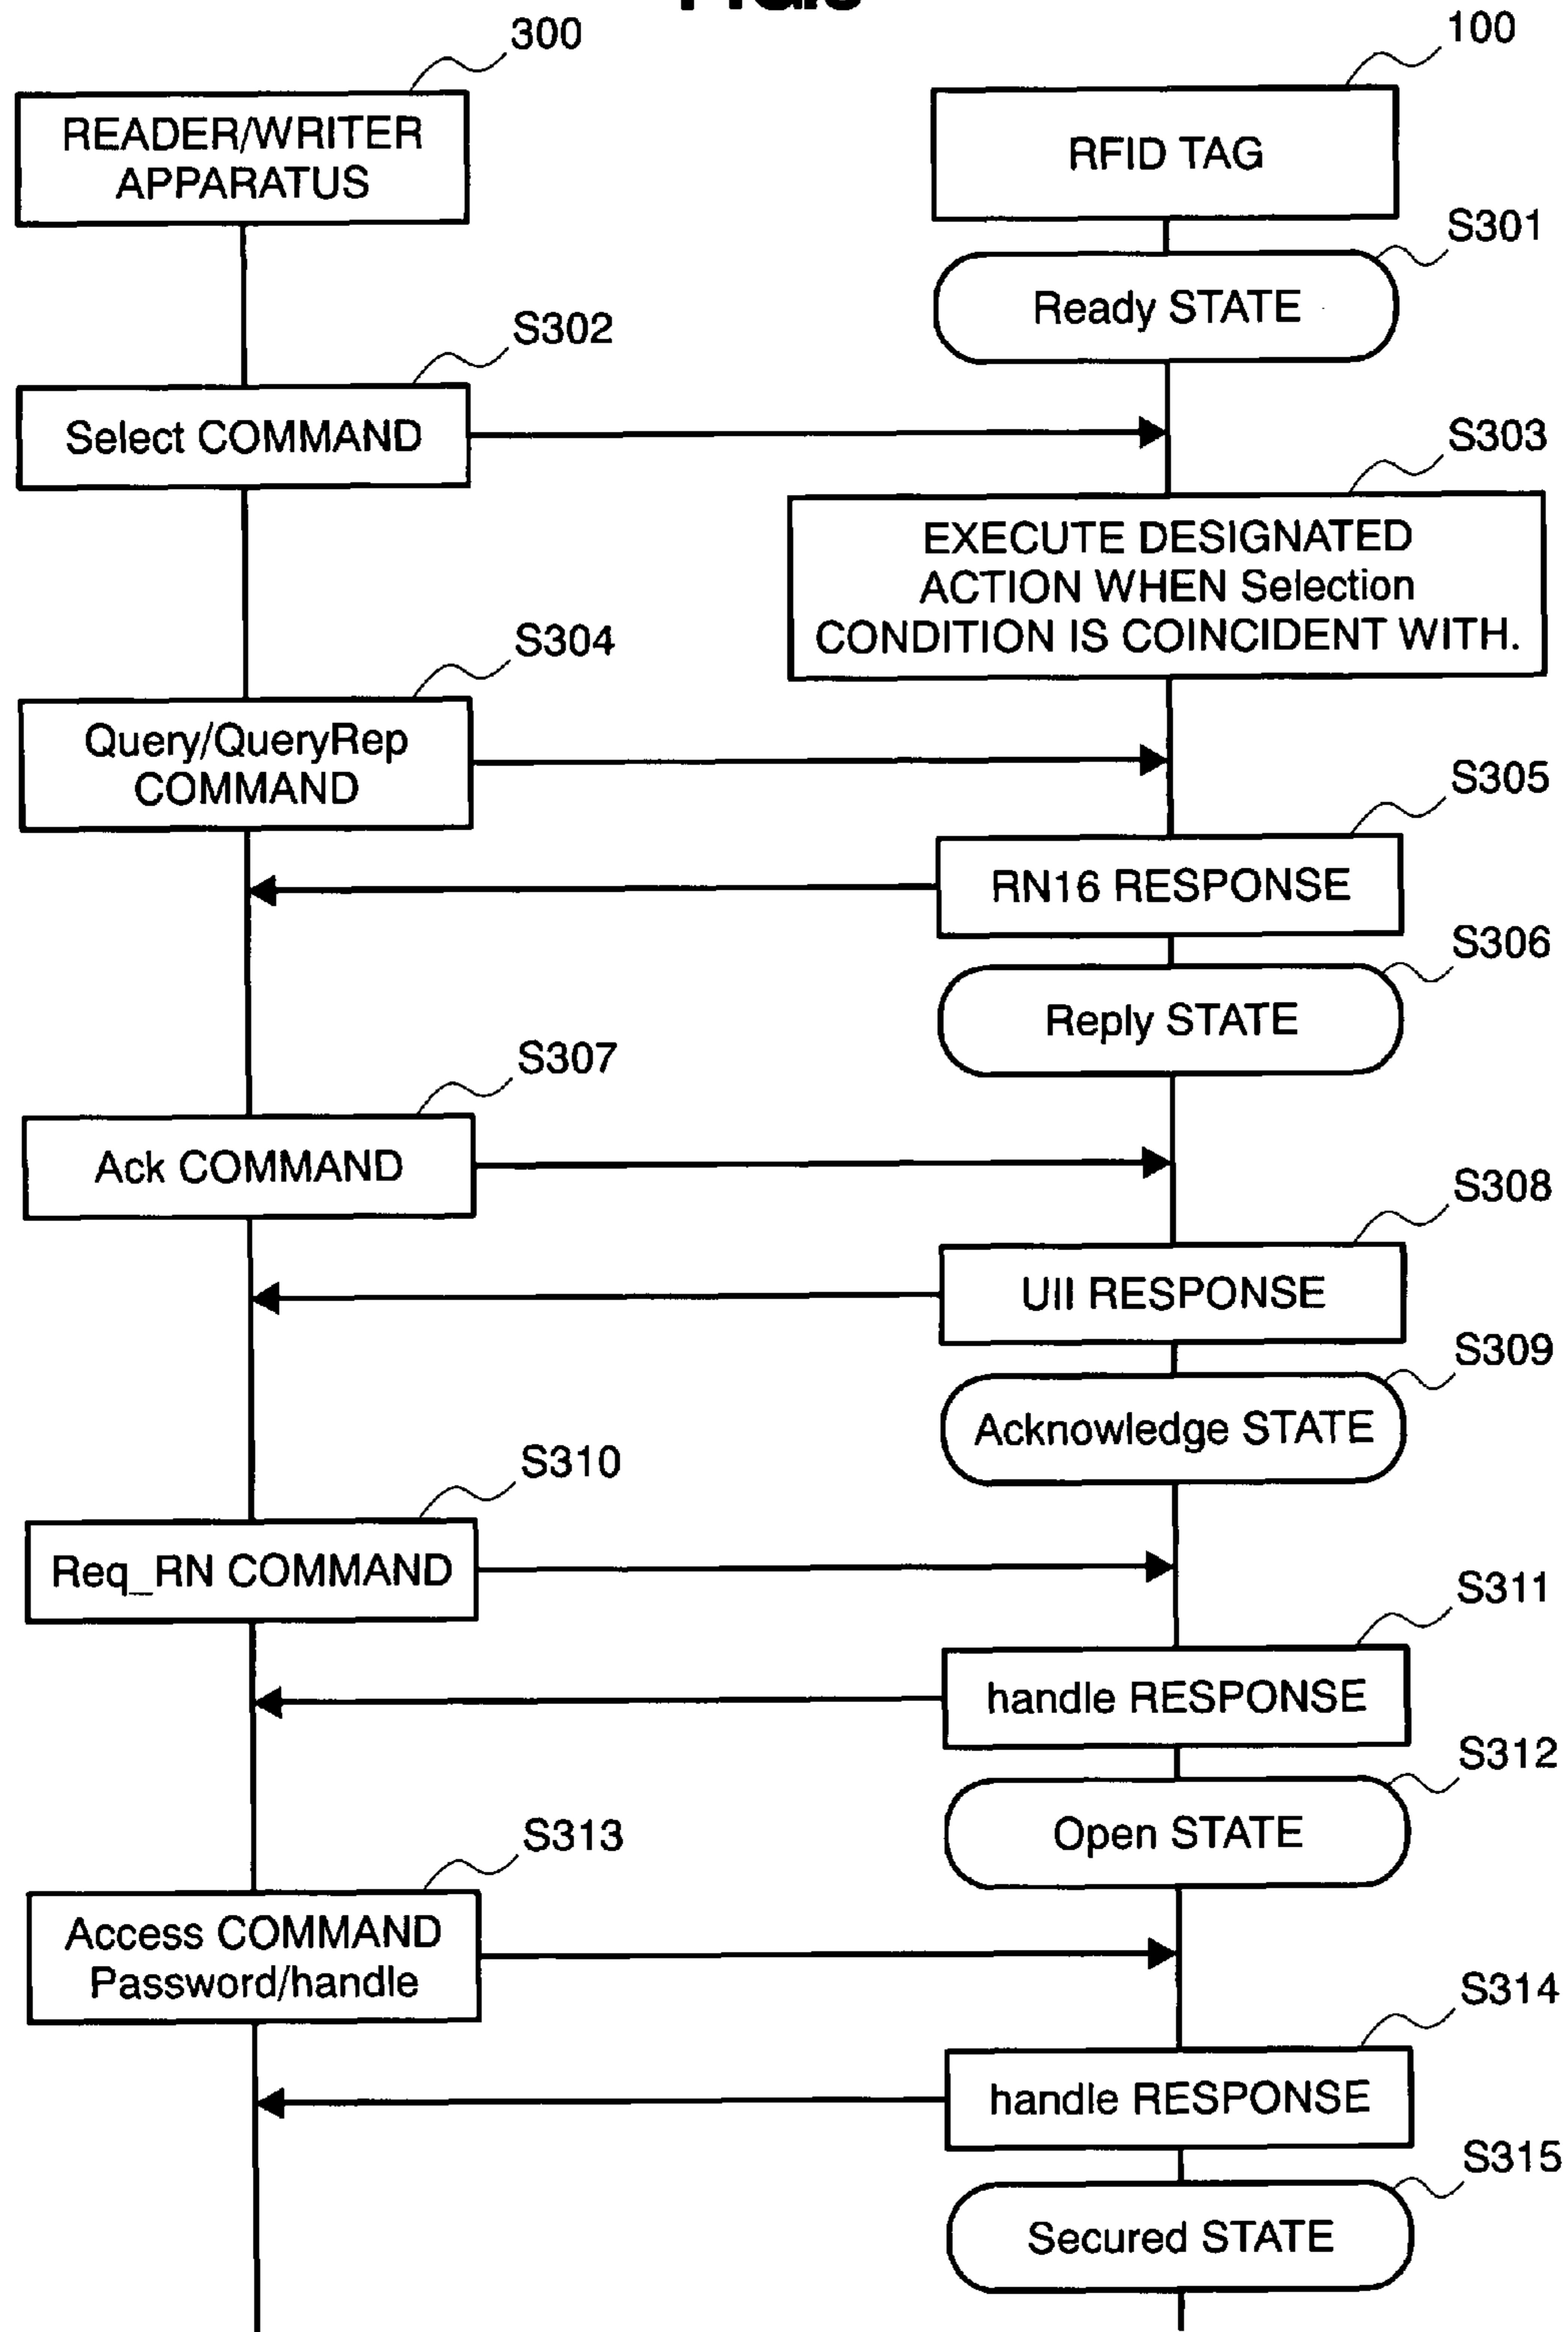 300
100
READER/WRITER
APPARATUS
RFID TAG
S301
Ready STATE
S302
Select COMMAND
S303
EXECUTE DESIGNATED
ACTION WHEN Selection
CONDITION IS COINCIDENT WITH.
S304
Query/QueryRep
COMMAND
S305
RN16 RESPONSE
S306
Reply STATE
S307
Ack COMMAND
S308
UII RESPONSE
S309
Acknowledge STATE
S310
Req_RN COMMAND
S311
handle RESPONSE
S312
Open STATE
S313
Access COMMAND
Password/handle
S314
handle RESPONSE
S315
Secured STATE